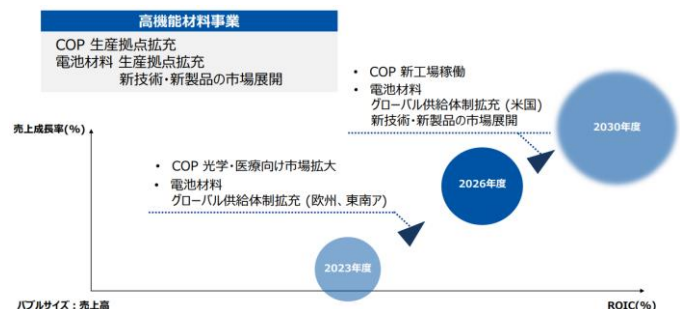 高機能材料事業
COP 生産拠点拡充
電池材料 生産拠点拡充
新技術・新製品の市場展開
• COP 新工場稼働
• 電池材料
グローバル供給体制拡充 (米国)
新技術・新製品の市場展開
2030年度
売上成長率(%)
• COP 光学・医療向け市場拡大
• 電池材料
グローバル供給体制拡充 (欧州、東南ア)
2026年度
2023年度
バブルサイズ：売上高
ROIC(%)